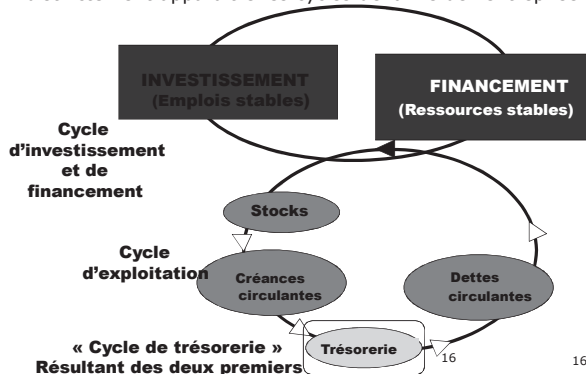 INVESTISSEMENT
(Emplois stables)
FINANCEMENT
(Ressources stables)
Cycle
d'investissement
et de
financement
Stocks
Cycle
d'exploitation
Créances
circulantes
Dettes
circulantes
« Cycle de trésorerie »
Résultant des deux premiers
Trésorerie
16
16